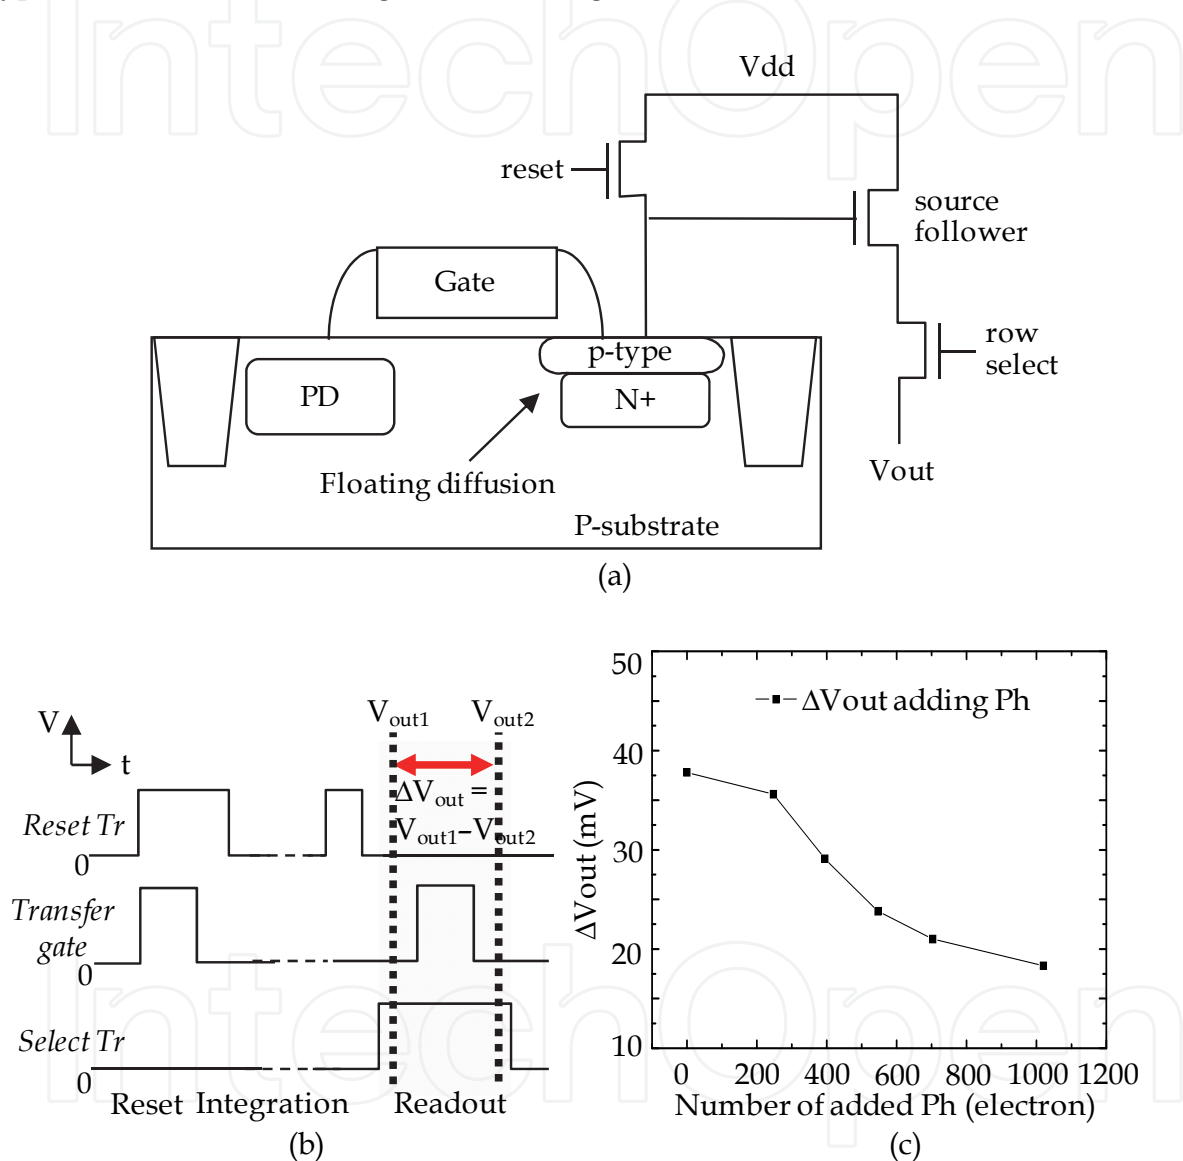 IntechOpen
Vdd
reset
source
follower
Gate
p-type
row
select
PD
N+
Floating diffusion
Vout
P-substrate
(a)
V
t
Vout1
Vout2
ΔVout =
Vout1–Vout2
Reset Tr
0
Transfer
gate
0
Select Tr
0
Reset Integration Readout
(b)
50
40
30
20
10
ΔVout adding Ph
ΔVout (mV)
0 200 400 600 800 1000 1200
Number of added Ph (electron)
(c)
IntechOpen